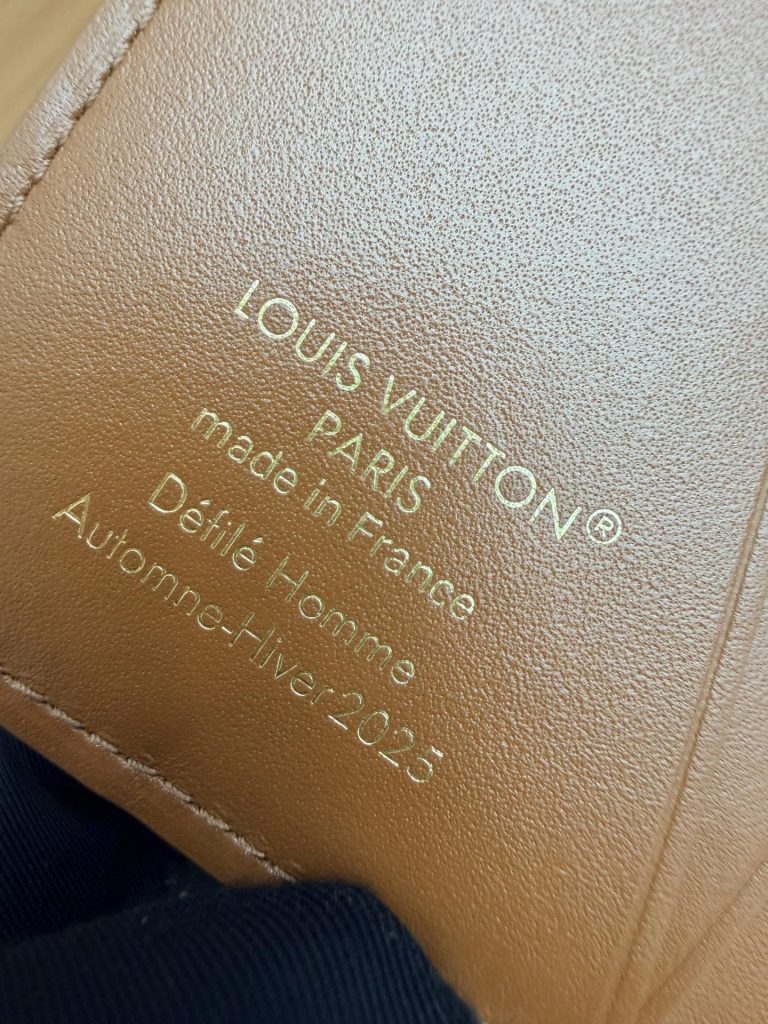 LOUIS VUITTON®
PARIS
made in France
Défilé Homme
Automne-Hiver 2025